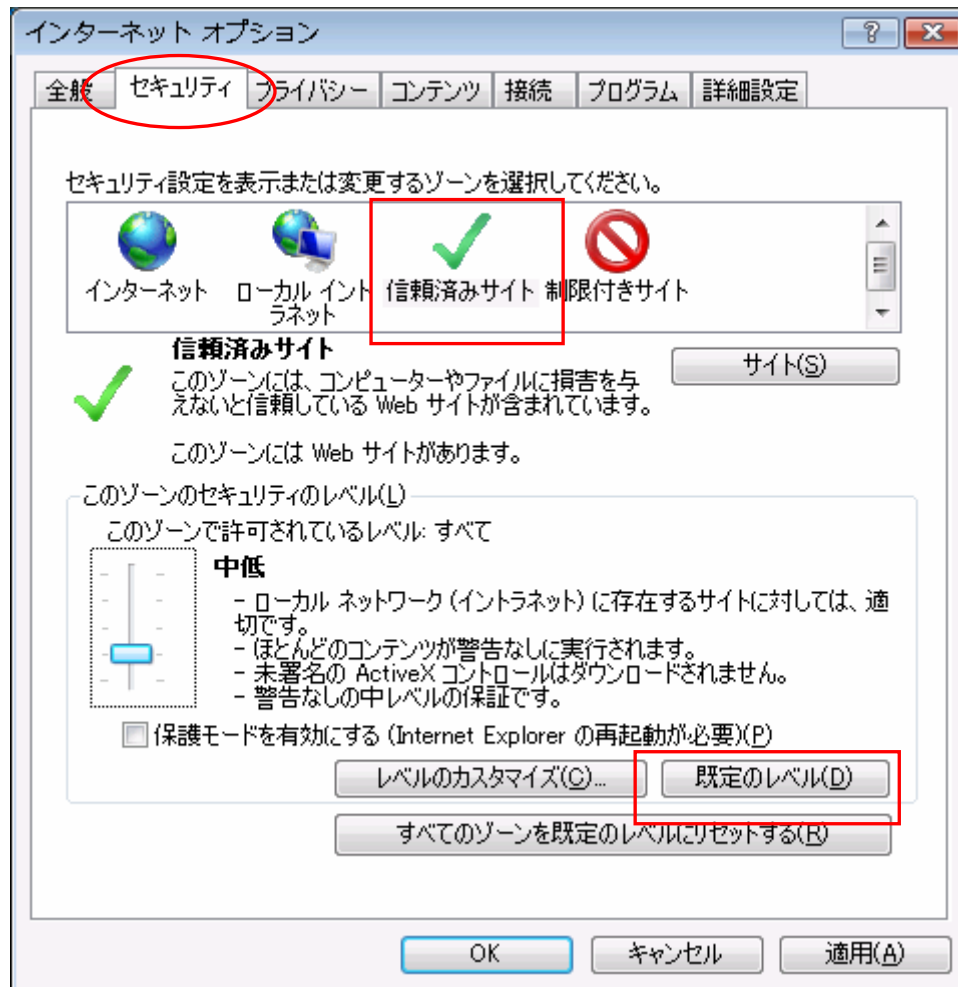 インターネット オプション
全般 セキュリティ プライバシー コンテンツ 接続 プログラム 詳細設定
セキュリティ設定を表示または変更するゾーンを選択してください。
インターネット
ローカル イント
ラネット
信頼済みサイト
制限付きサイト
信頼済みサイト
サイト(S)
このゾーンには、コンピューターやファイルに損害を与
えないと信頼している Web サイトが含まれています。
このゾーンには Web サイトがあります。
このゾーンのセキュリティのレベル(L)
このゾーンで許可されているレベル: すべて
中低
- ローカル ネットワーク (イントラネット) に存在するサイトに対しては、適
切です。
- ほとんどのコンテンツが警告なしに実行されます。
- 未署名の ActiveX コントロールはダウンロードされません。
- 警告なしの中レベルの保証です。
保護モードを有効にする (Internet Explorer の再起動が必要)(P)
レベルのカスタマイズ(C)... 既定のレベル(D)
すべてのゾーンを既定のレベルにリセットする(R)
OK キャンセル 適用(A)